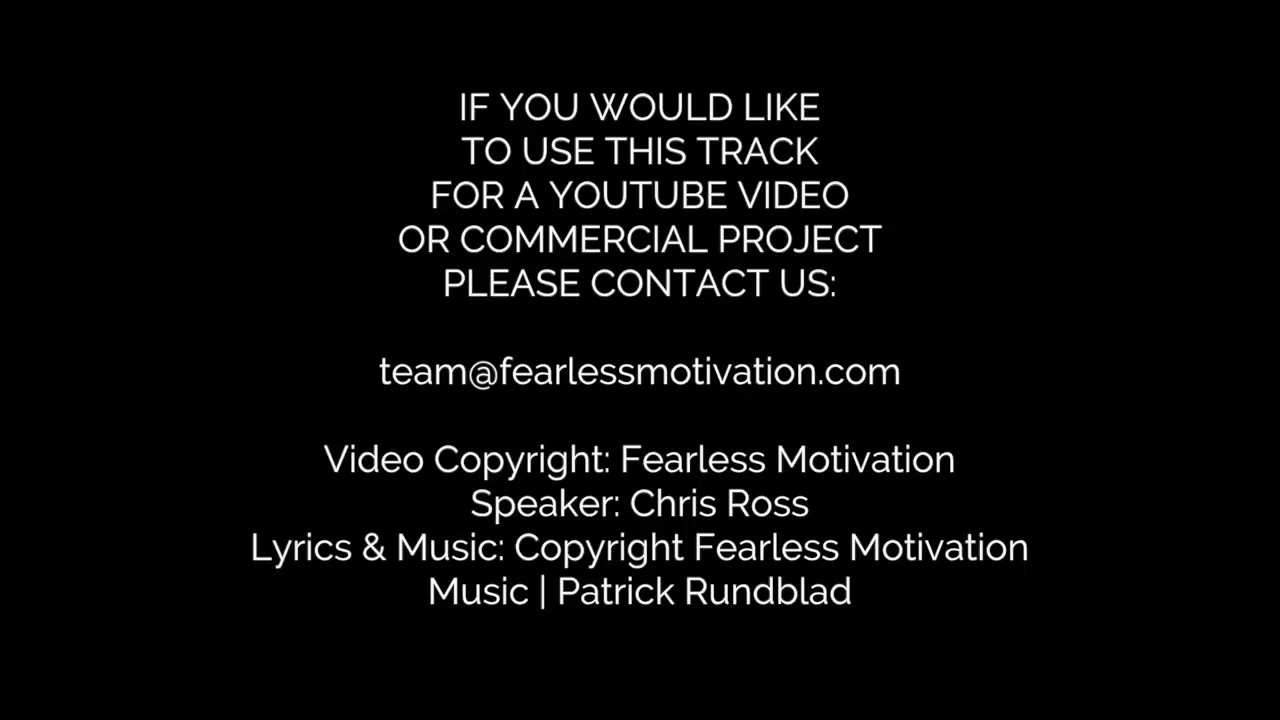 IF YOU WOULD LIKE
TO USE THIS TRACK
FOR A YOUTUBE VIDEO
OR COMMERCIAL PROJECT
PLEASE CONTACT US:
team@fearlessmotivation.com
Video Copyright: Fearless Motivation
Speaker: Chris Ross
Lyrics & Music: Copyright Fearless Motivation
Music | Patrick Rundblad